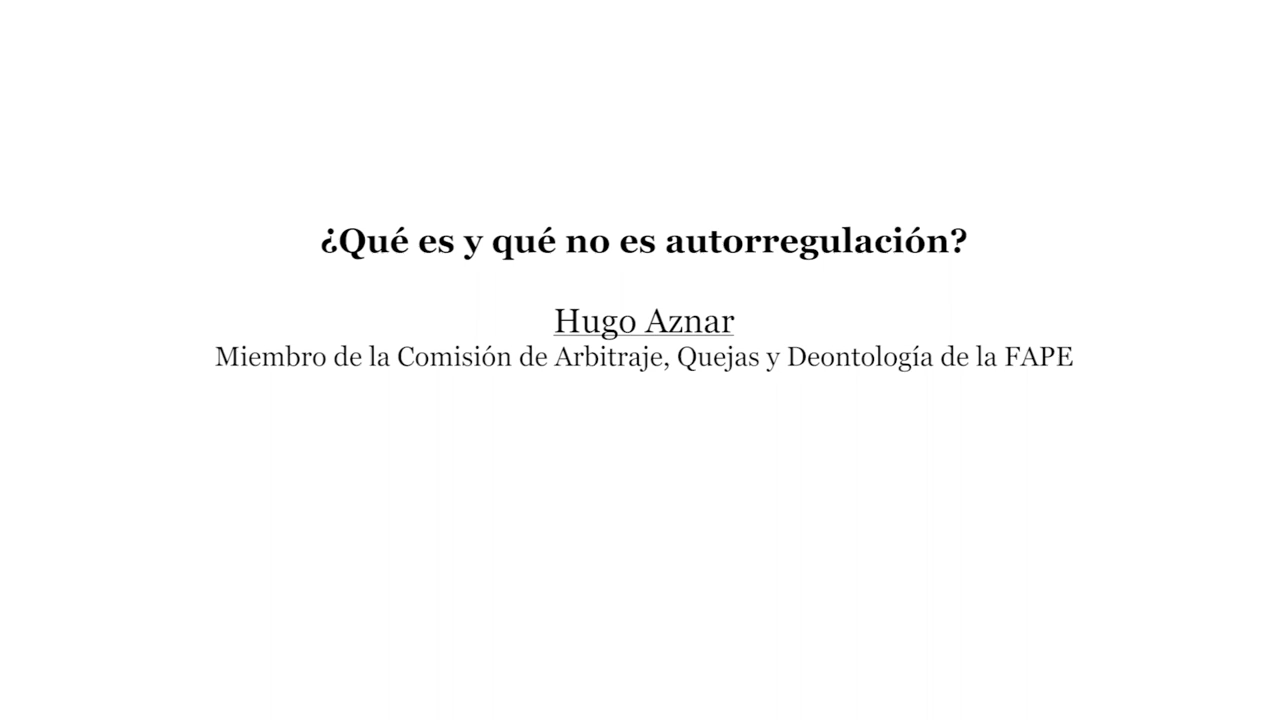 ¿Qué es y qué no es autorregulación?
Hugo Aznar
Miembro de la Comisión de Arbitraje, Quejas y Deontología de la FAPE